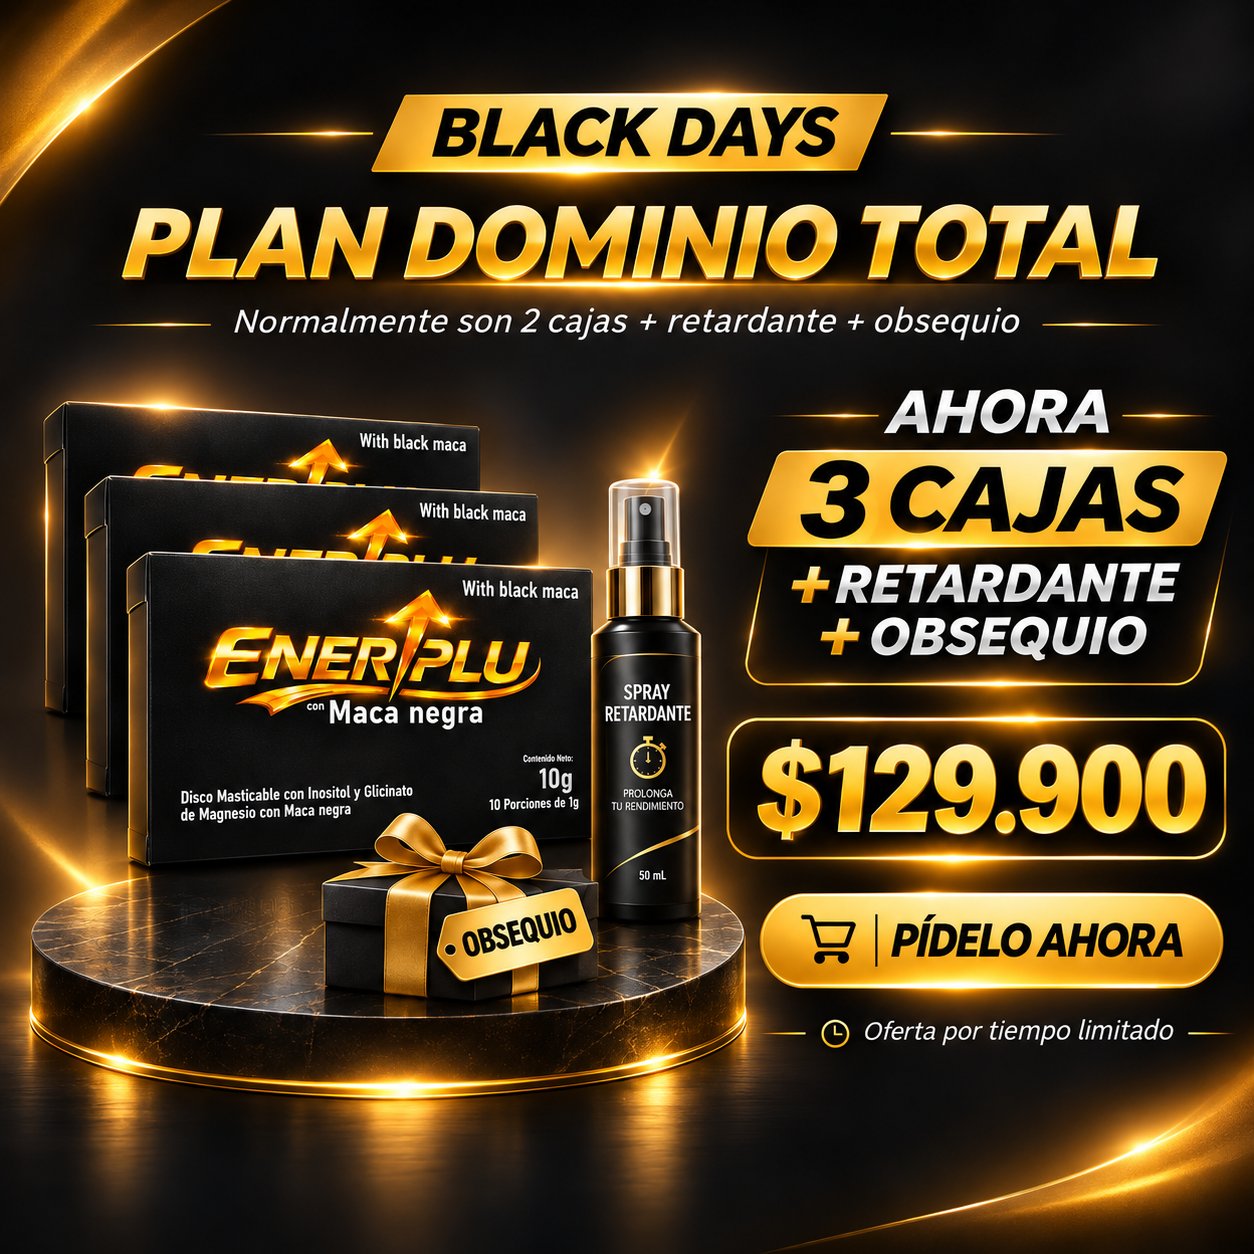 BLACK DAYS
PLAN DOMINIO TOTAL
Normalmente son 2 cajas + retardante + obsequio
With black maca
With black maca
With black maca
ENERPLU
con Maca negra
Contenido Neto:
10g
10 Porciones de 1g
Disco Masticable con Inositol y Glicinato
de Magnesio con Maca negra
SPRAY
RETARDANTE
PROLONGA
TU RENDIMIENTO
50 mL
OBSEQUIO
AHORA
3 CAJAS
+ RETARDANTE
+ OBSEQUIO
$129.900
PÍDELO AHORA
Oferta por tiempo limitado